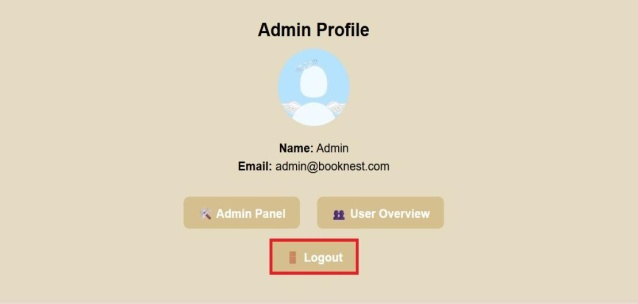 Admin Profile
Name: Admin
Email: admin@booknest.com
Admin Panel
User Overview
Logout